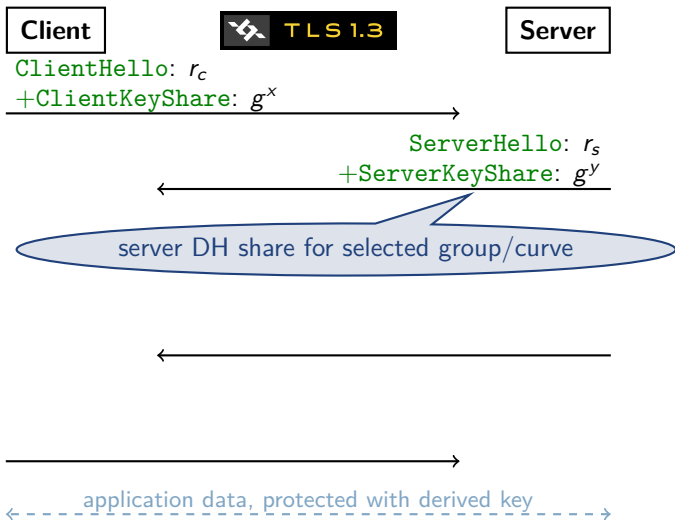 Client TLS 1.3 Server
ClientHello: r_c
+ClientKeyShare: g^x
ServerHello: r_s
+ServerKeyShare: g^y
server DH share for selected group/curve
application data, protected with derived key